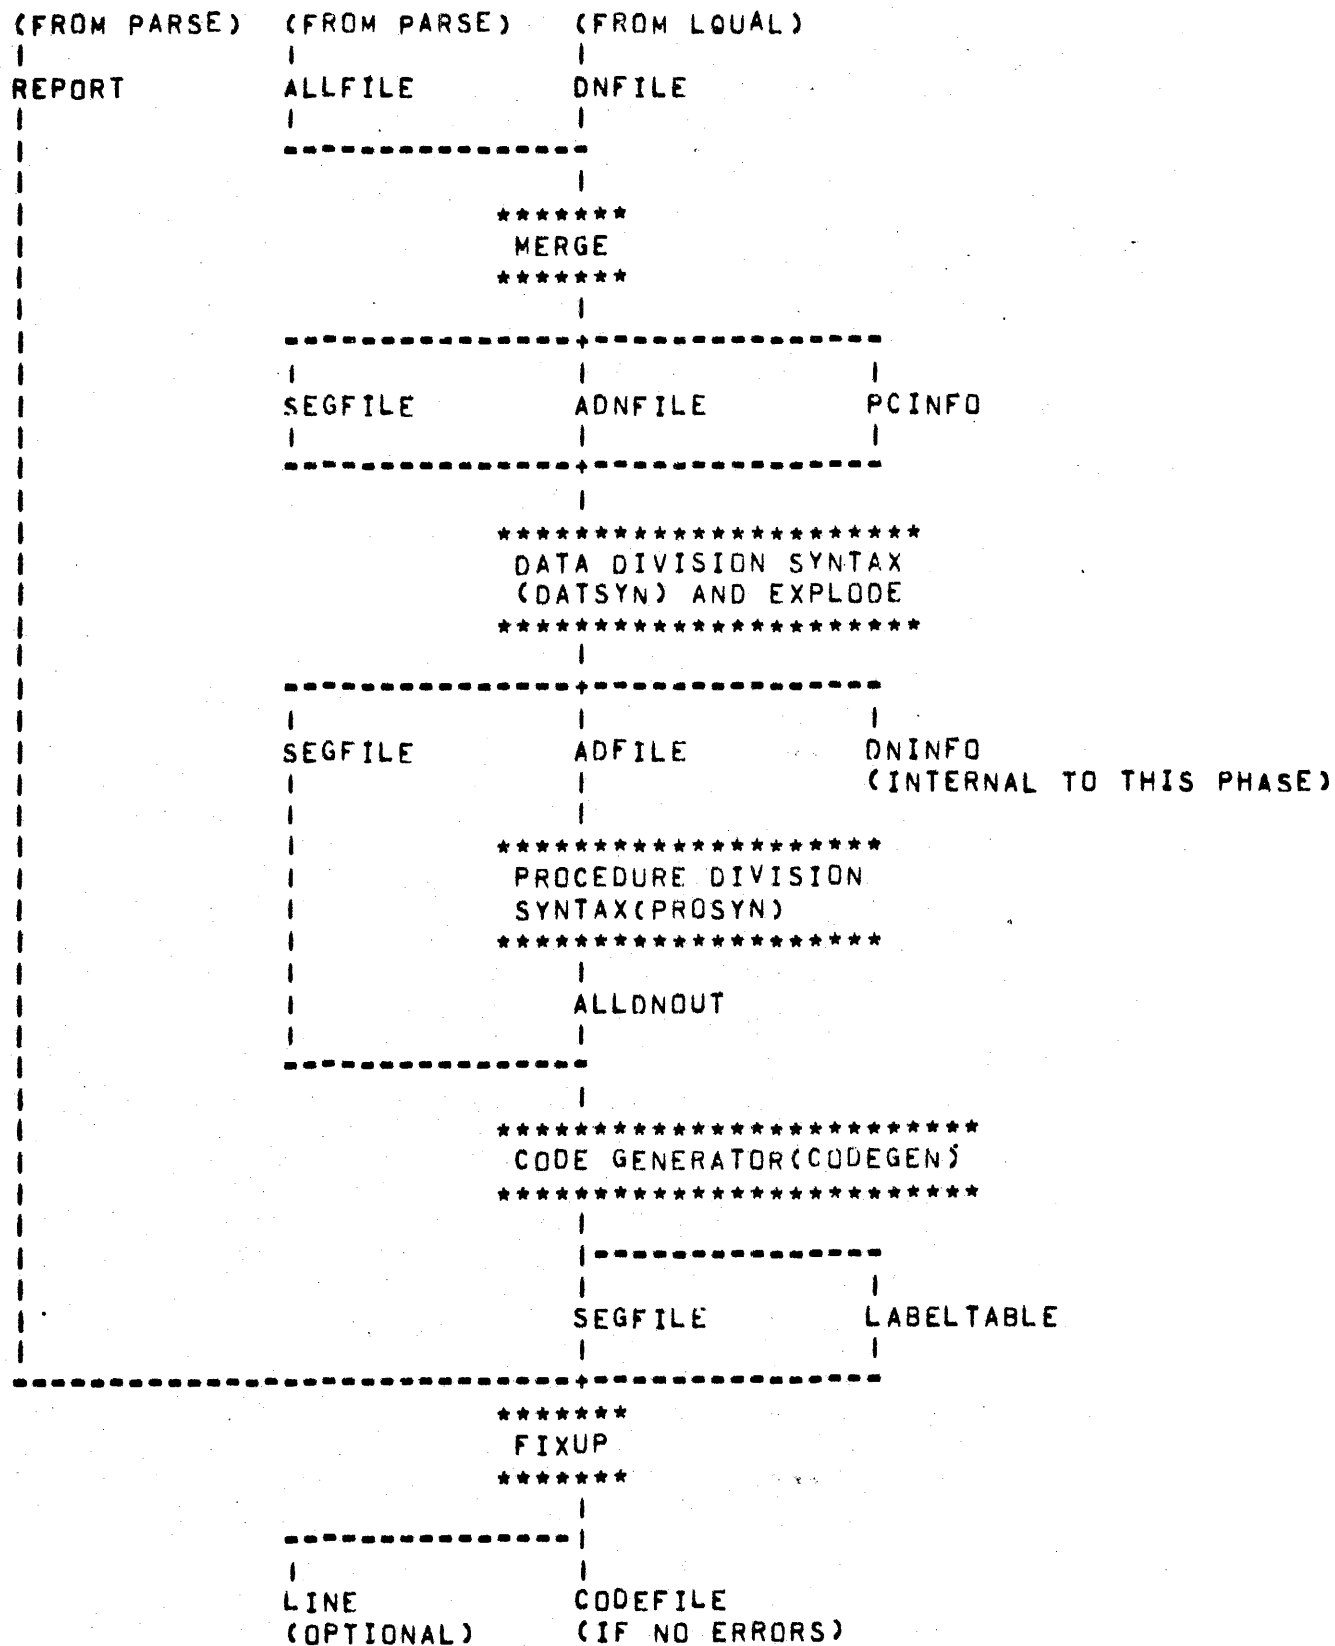 (FROM PARSE) (FROM PARSE) (FROM LQUAL)
REPORT ALLFILE DNFILE
*******
MERGE
*******
SEGFILE ADNFILE PCINFO
**********************
DATA DIVISION SYNTAX
(DATSYN) AND EXPLODE
**********************
SEGFILE ADFILE DNINFO
(INTERNAL TO THIS PHASE)
********************
PROCEDURE DIVISION
SYNTAX(PROSYN)
********************
ALLDNOUT
*************************
CODE GENERATOR(CODEGEN)
*************************
SEGFILE LABELTABLE
*******
FIXUP
*******
LINE CODEFILE
(OPTIONAL) (IF NO ERRORS)